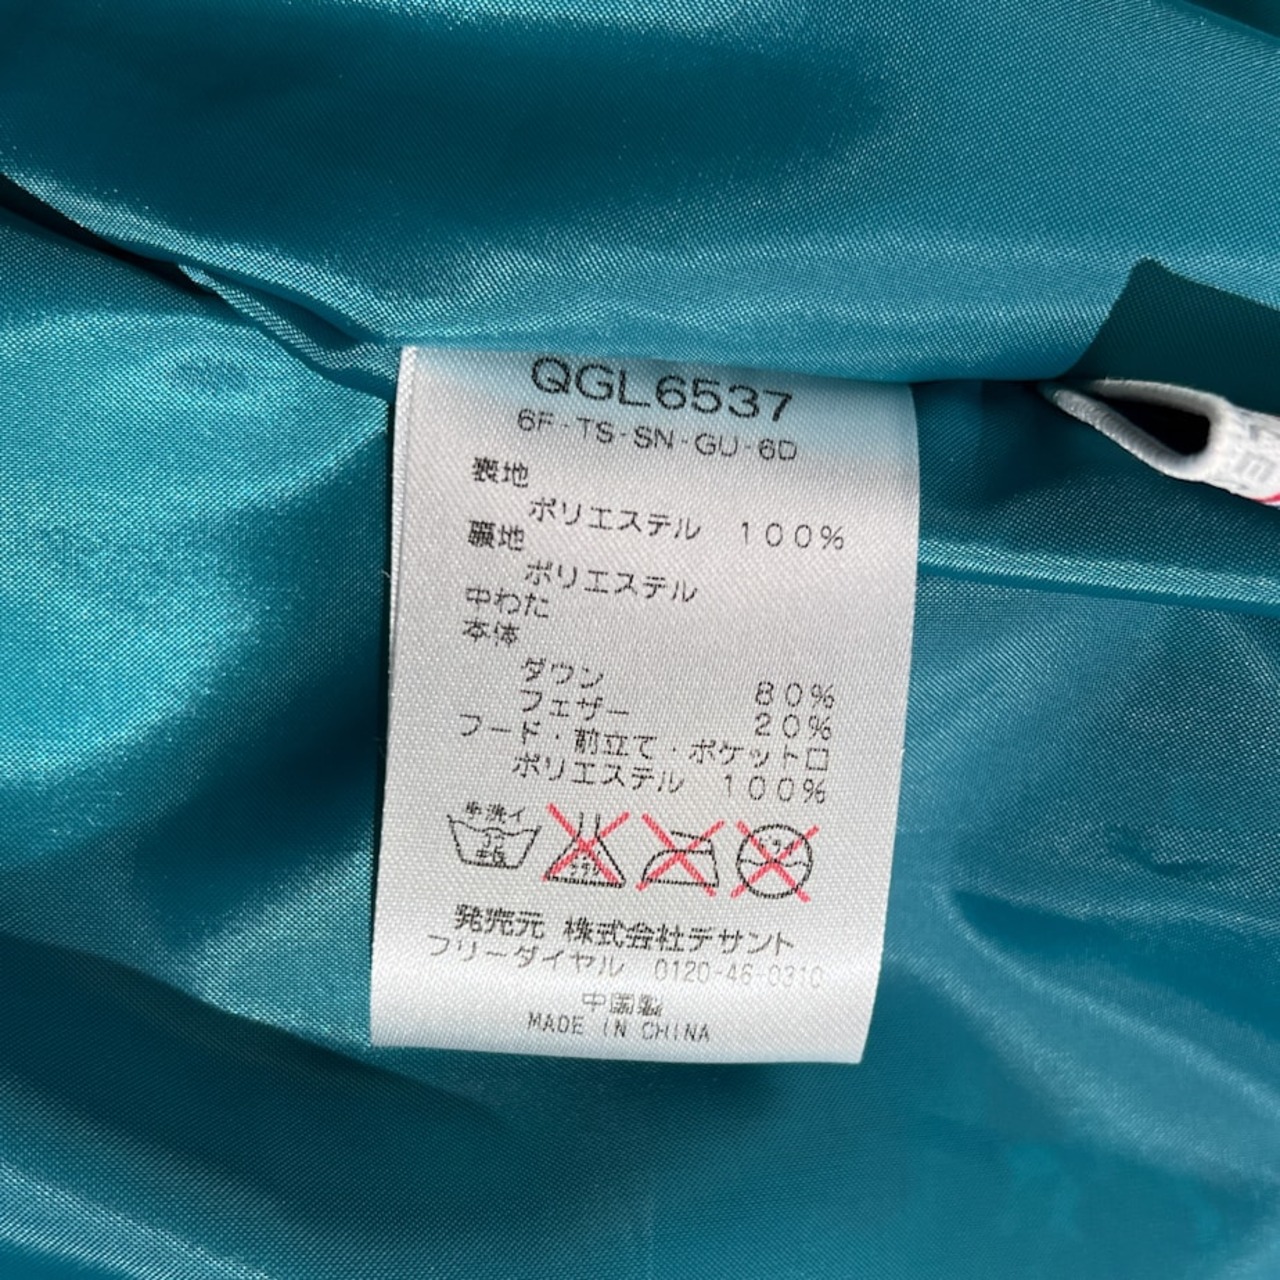 QGL6537
6F-TS-SN-GU-6D
表地
ポリエステル 100%
裏地
ポリエステル
中わた
本体
ダウン 80%
フェザー 20%
フード・前立て・ポケット口
ポリエステル 100%
手洗イ
発売元 株式会社デサント
フリーダイヤル 0120-46-0310
中国製
MADE IN CHINA